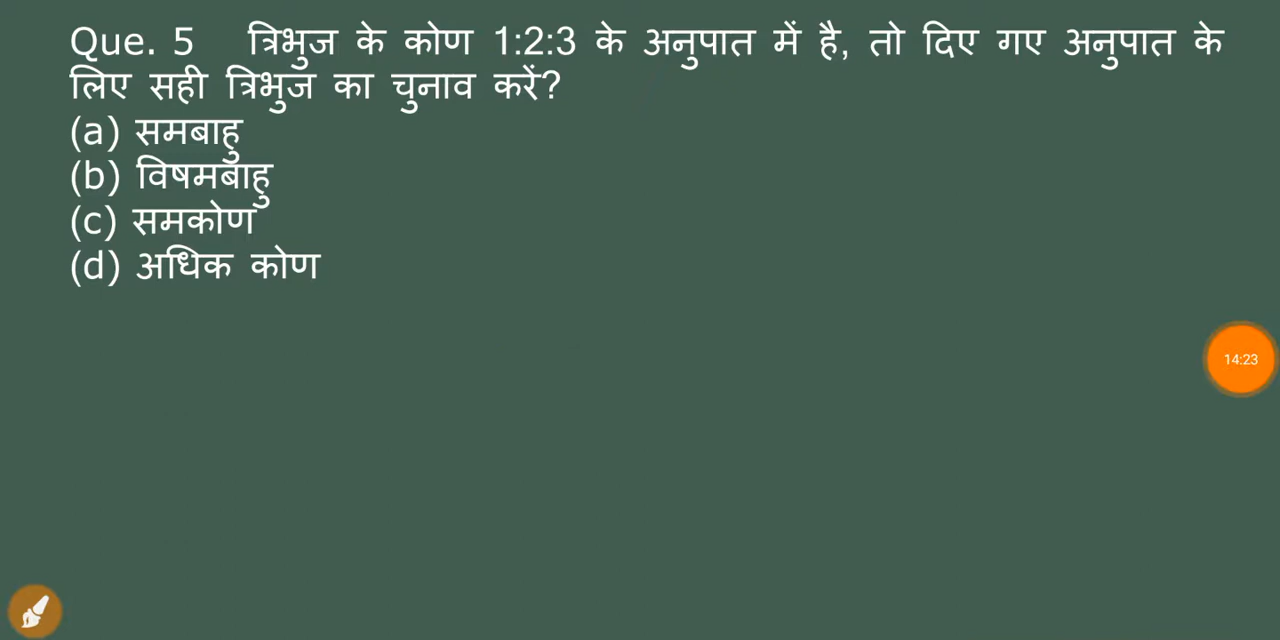 Que. 5 त्रिभुज के कोण 1:2:3 के अनुपात में है, तो दिए गए अनुपात के
लिए सही त्रिभुज का चुनाव करें?
(a) समबाहु
(b) विषमबाहु
(c) समकोण
(d) अधिक कोण
14:23